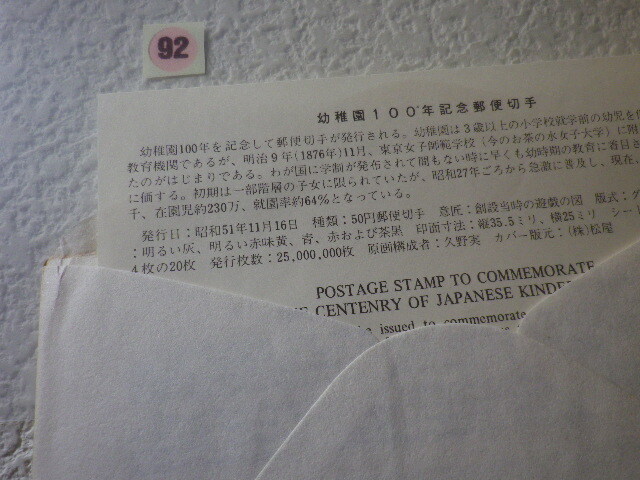 92
幼稚園100年記念郵便切手
幼稚園100年を記念して郵便切手が発行される。幼稚園は3歳以上の小学校就学前の幼児を
教育機関であるが、明治9年(1876年)11月、東京女子師範学校(今のお茶の水女子大学)に
たのがはじまりである。わが国に学制が発布されて間もない時に早くも幼時期の教育に着目さ
に価する。初期は一部階層の子女に限られていたが、昭和27年ごろから急激に普及し、現在、
千、在園児約230万、就園率約64%となっている。
発行日：昭和51年11月16日 種類：50円郵便切手 意匠：創設当時の遊戯の図 版式：グ
：明るい灰、明るい赤味黄、青、赤および茶黒 印面寸法：縦35.5ミリ、横25ミリ シー
4枚の20枚 発行枚数：25,000,000枚 原画構成者：久野実 カバー版元：(株)松屋
POSTAGE STAMP TO COMMEMORATE
CENTENRY OF JAPANESE KINDE
be issued to commemorate